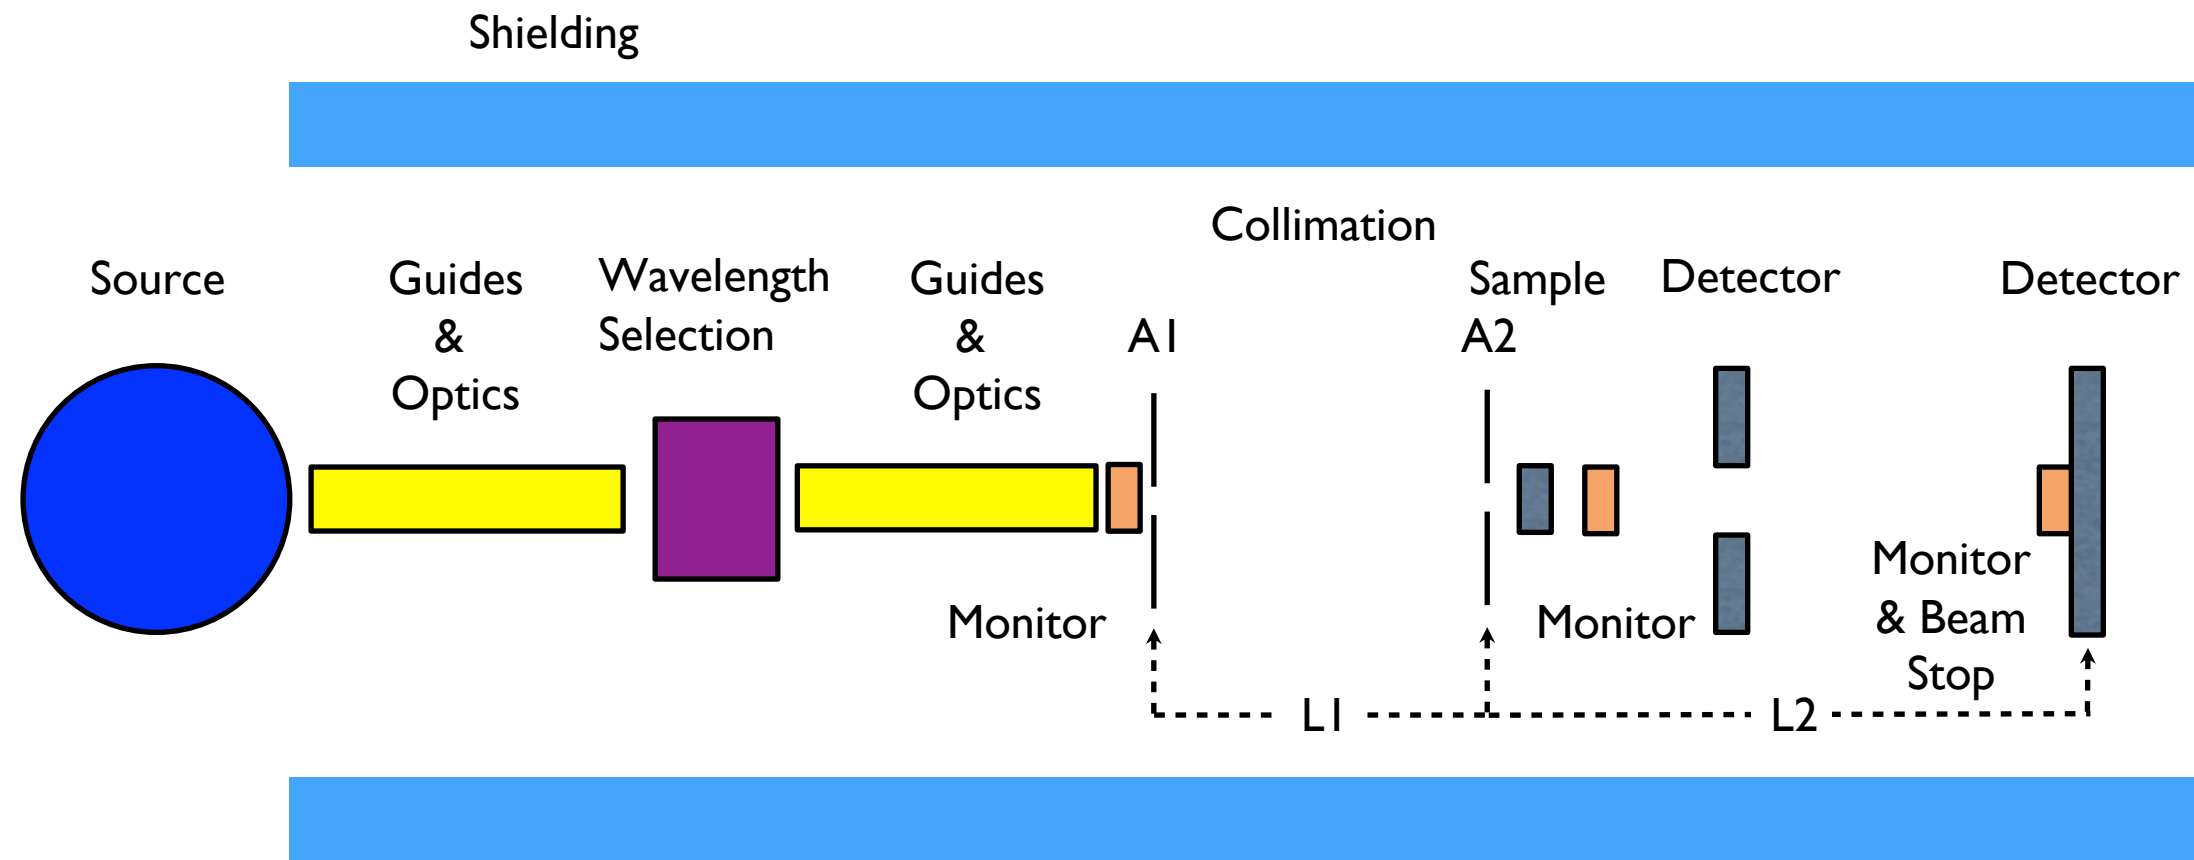 Shielding
Collimation
Source
Guides
&
Optics
Wavelength
Selection
Guides
&
Optics
A1
Sample
A2
Detector
Detector
Monitor
Monitor
Monitor
& Beam
Stop
L1
L2